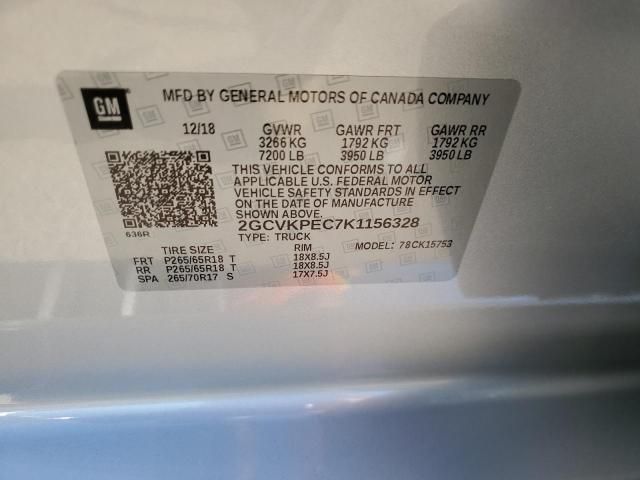 GM MFD BY GENERAL MOTORS OF CANADA COMPANY
12/18 GVWR GAWR FRT GAWR RR
3266 KG 1792 KG 1792 KG
7200 LB 3950 LB 3950 LB
THIS VEHICLE CONFORMS TO ALL
APPLICABLE U.S. FEDERAL MOTOR
VEHICLE SAFETY STANDARDS IN EFFECT
ON THE DATE OF MANUFACTURE
SHOWN ABOVE.
2GCVKPEC7K1156328
636R TYPE: TRUCK MODEL: 78CK15753
TIRE SIZE RIM
FRT P265/65R18 T 18X8.5J
RR P265/65R18 T 18X8.5J
SPA 265/70R17 S 17X7.5J